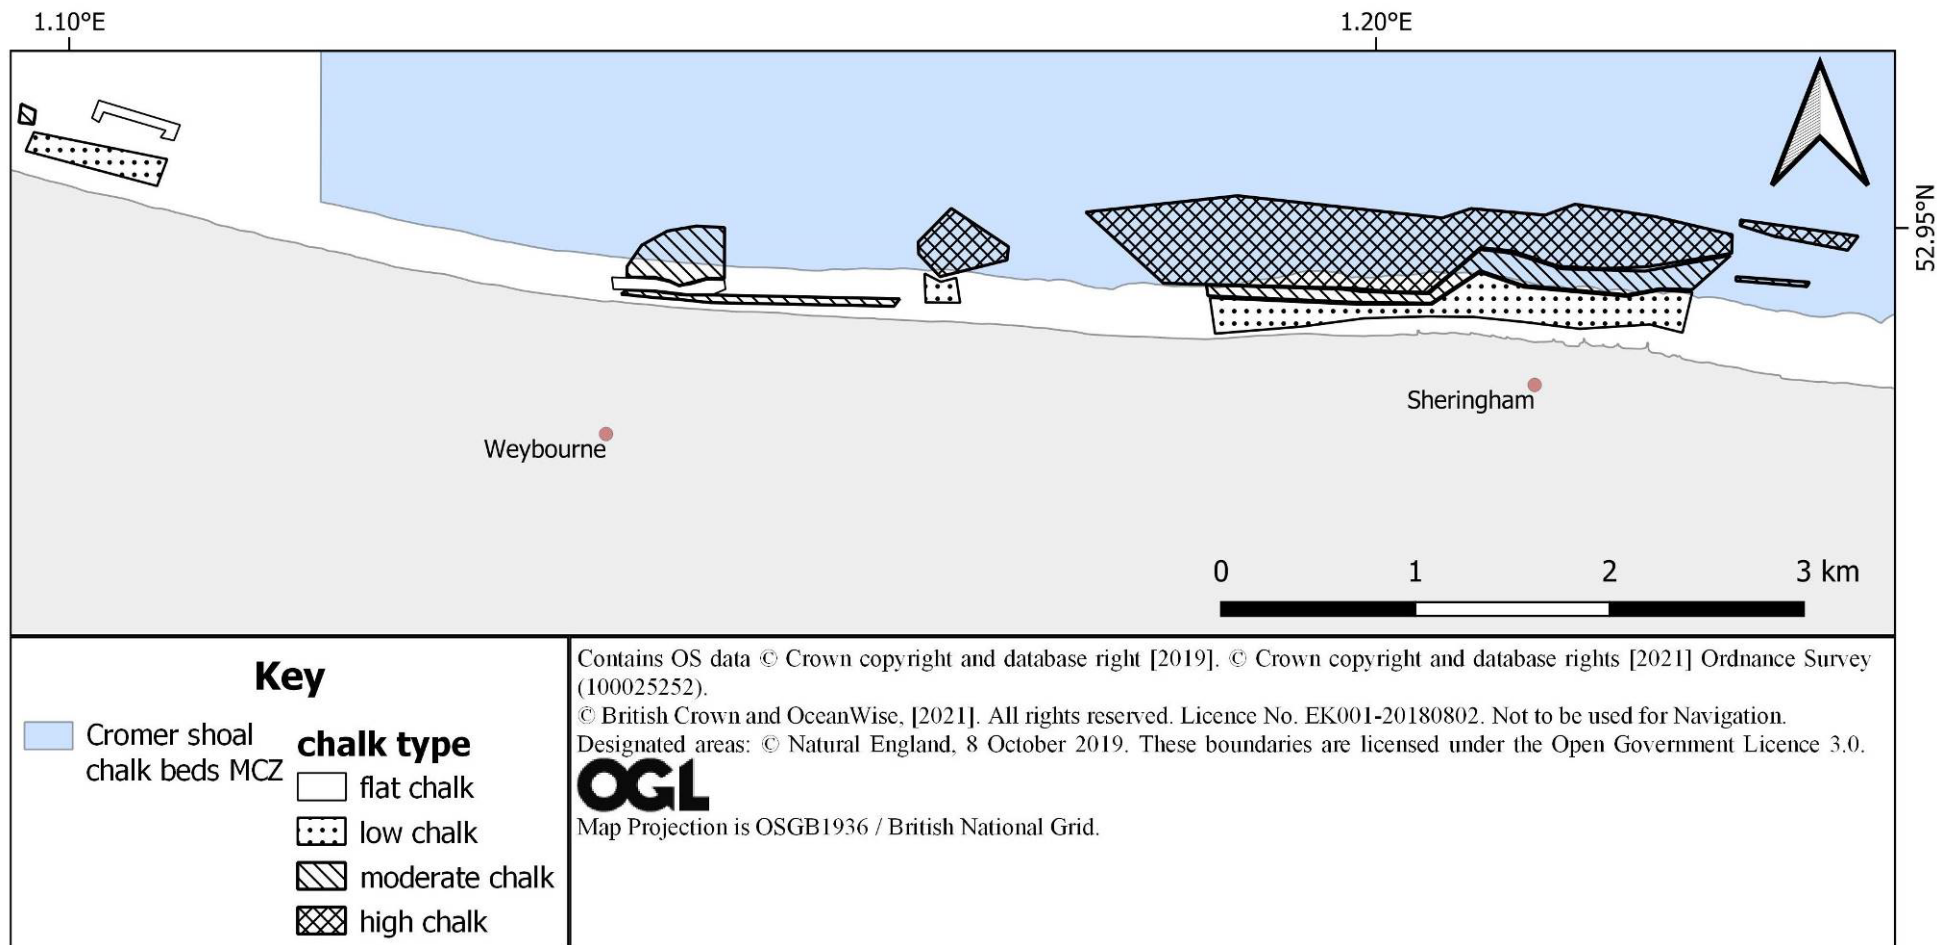 1.10°E
1.20°E
52.95°N
Sheringham
Weybourne
0 1 2 3 km
Key
Cromer shoal
chalk beds MCZ
chalk type
flat chalk
low chalk
moderate chalk
high chalk
Contains OS data © Crown copyright and database right [2019]. © Crown copyright and database rights [2021] Ordnance Survey
(100025252).
© British Crown and OceanWise, [2021]. All rights reserved. Licence No. EK001-20180802. Not to be used for Navigation.
Designated areas: © Natural England, 8 October 2019. These boundaries are licensed under the Open Government Licence 3.0.
OGL
Map Projection is OSGB1936 / British National Grid.